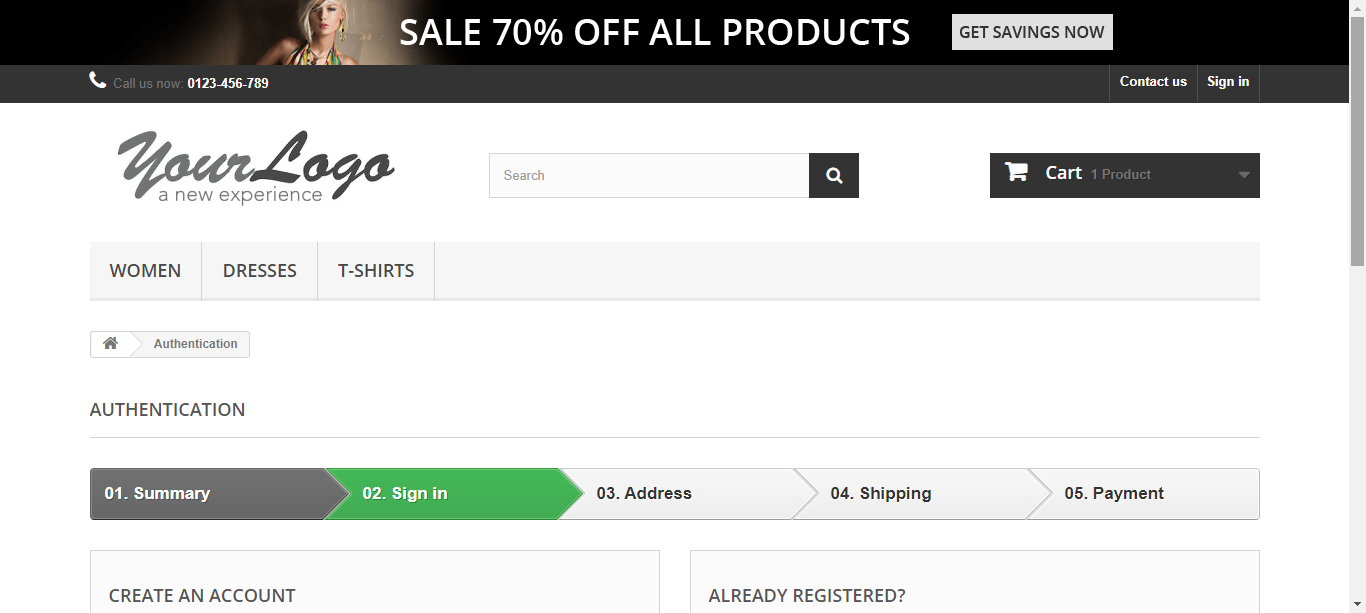 SALE 70% OFF ALL PRODUCTS
GET SAVINGS NOW
Call us now: 0123-456-789
Contact us
Sign in
Your Logo
a new experience
Search
Cart 1 Product
WOMEN
DRESSES
T-SHIRTS
Authentication
AUTHENTICATION
01. Summary
02. Sign in
03. Address
04. Shipping
05. Payment
CREATE AN ACCOUNT
ALREADY REGISTERED?